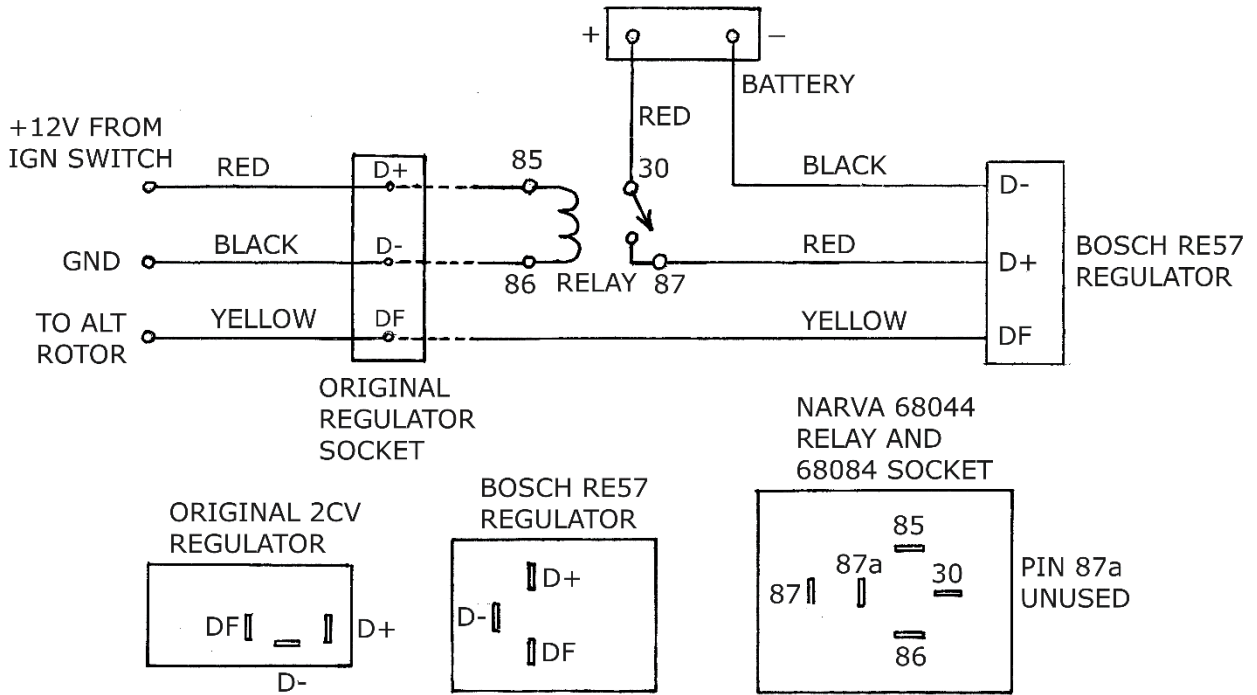 +
−
BATTERY
+12V FROM
IGN SWITCH
RED
D+
85
RED
30
BLACK
D-
GND
BLACK
D-
86
RELAY
87
RED
D+
BOSCH RE57
REGULATOR
TO ALT
ROTOR
YELLOW
DF
YELLOW
DF
ORIGINAL
REGULATOR
SOCKET
NARVA 68044
RELAY AND
68084 SOCKET
ORIGINAL 2CV
REGULATOR
DF
D+
D-
BOSCH RE57
REGULATOR
D+
D-
DF
85
87
87a
30
86
PIN 87a
UNUSED